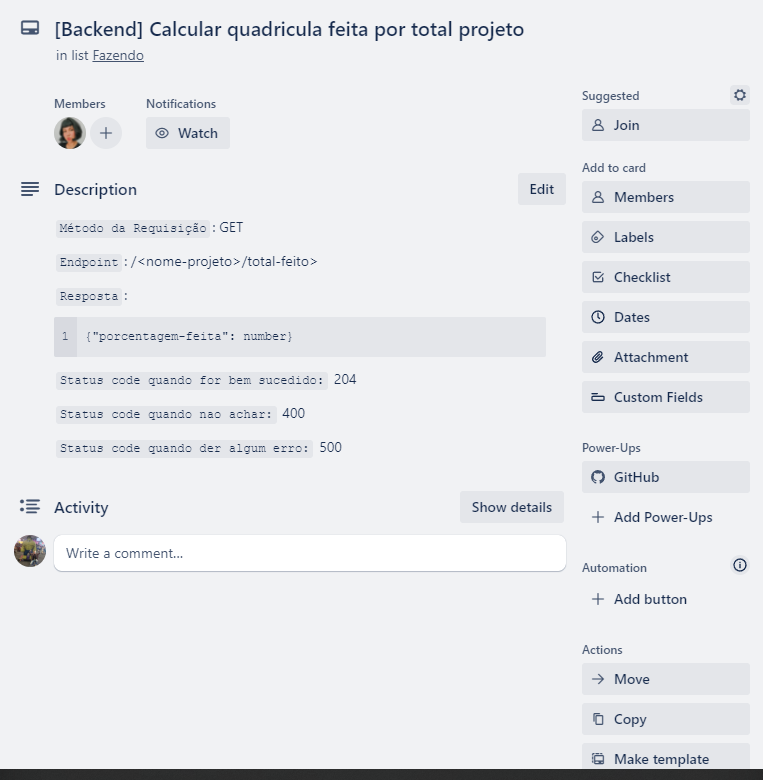 [Backend] Calcular quadricula feita por total projeto
in list Fazendo
Members
Notifications
Watch
Description
Edit
Método da Requisição : GET
Endpoint : /<nome-projeto>/total-feito>
Resposta :
1 {"porcentagem-feita": number}
Status code quando for bem sucedido: 204
Status code quando nao achar: 400
Status code quando der algum erro: 500
Activity
Show details
Write a comment...
Suggested
Join
Add to card
Members
Labels
Checklist
Dates
Attachment
Custom Fields
Power-Ups
GitHub
Add Power-Ups
Automation
Add button
Actions
Move
Copy
Make template